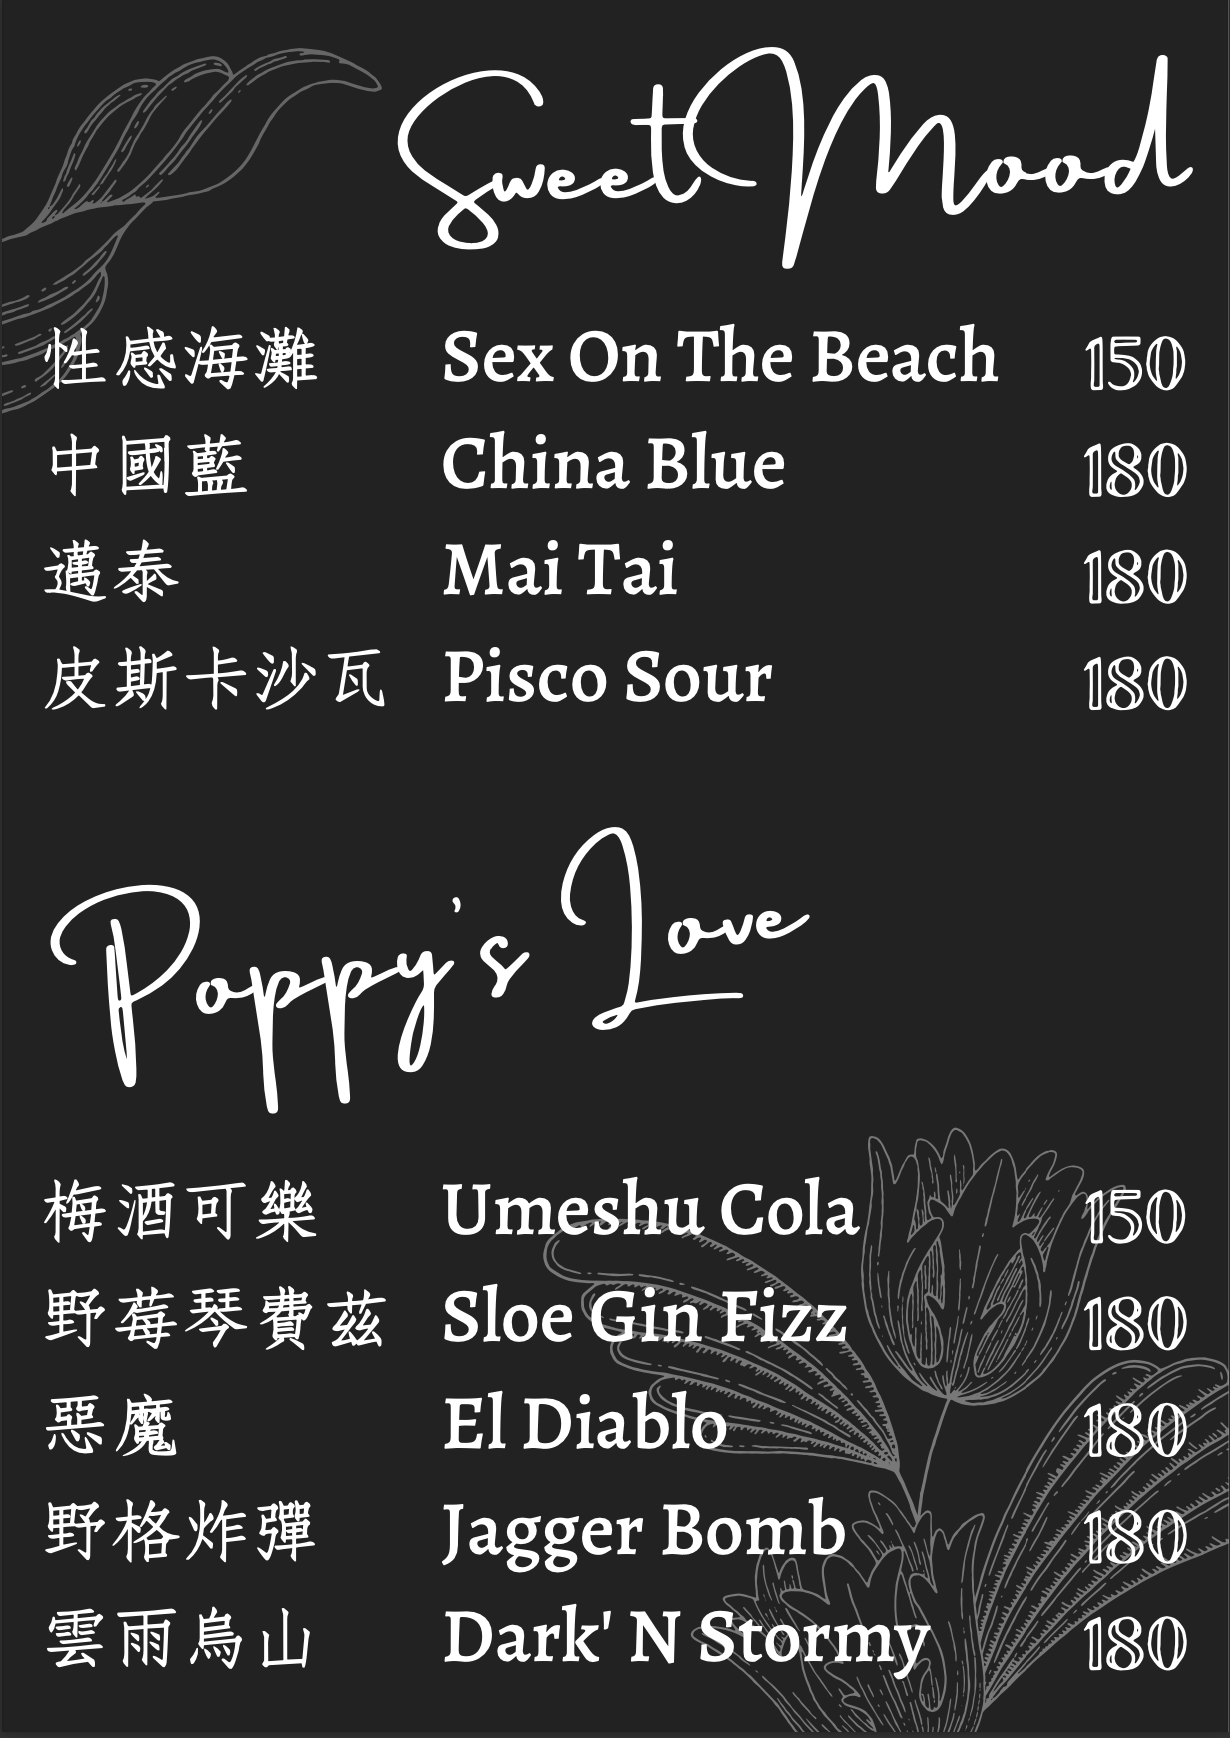 Sweet Mood
性感海灘 Sex On The Beach 150
中國藍 China Blue 180
邁泰 Mai Tai 180
皮斯卡沙瓦 Pisco Sour 180
Poppy's Love
梅酒可樂 Umeshu Cola 150
野莓琴費茲 Sloe Gin Fizz 180
惡魔 El Diablo 180
野格炸彈 Jagger Bomb 180
雲雨烏山 Dark' N Stormy 180